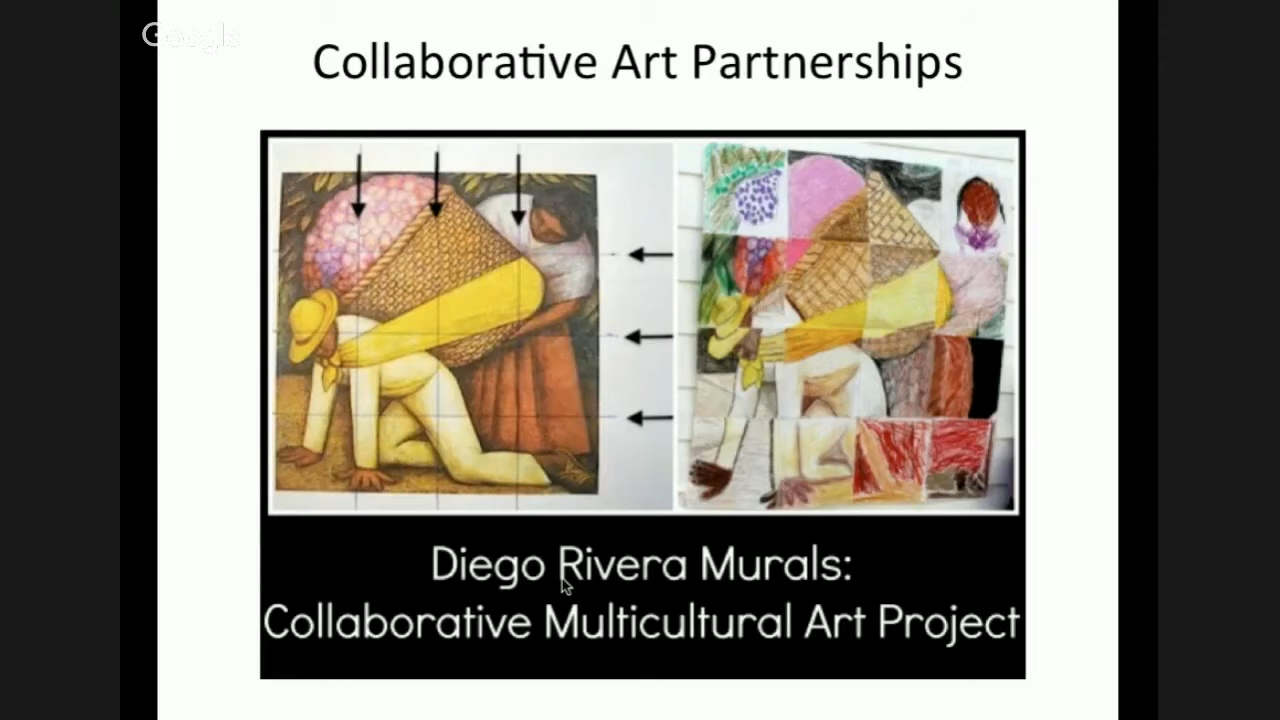 Google
Collaborative Art Partnerships
Diego Rivera Murals:
Collaborative Multicultural Art Project